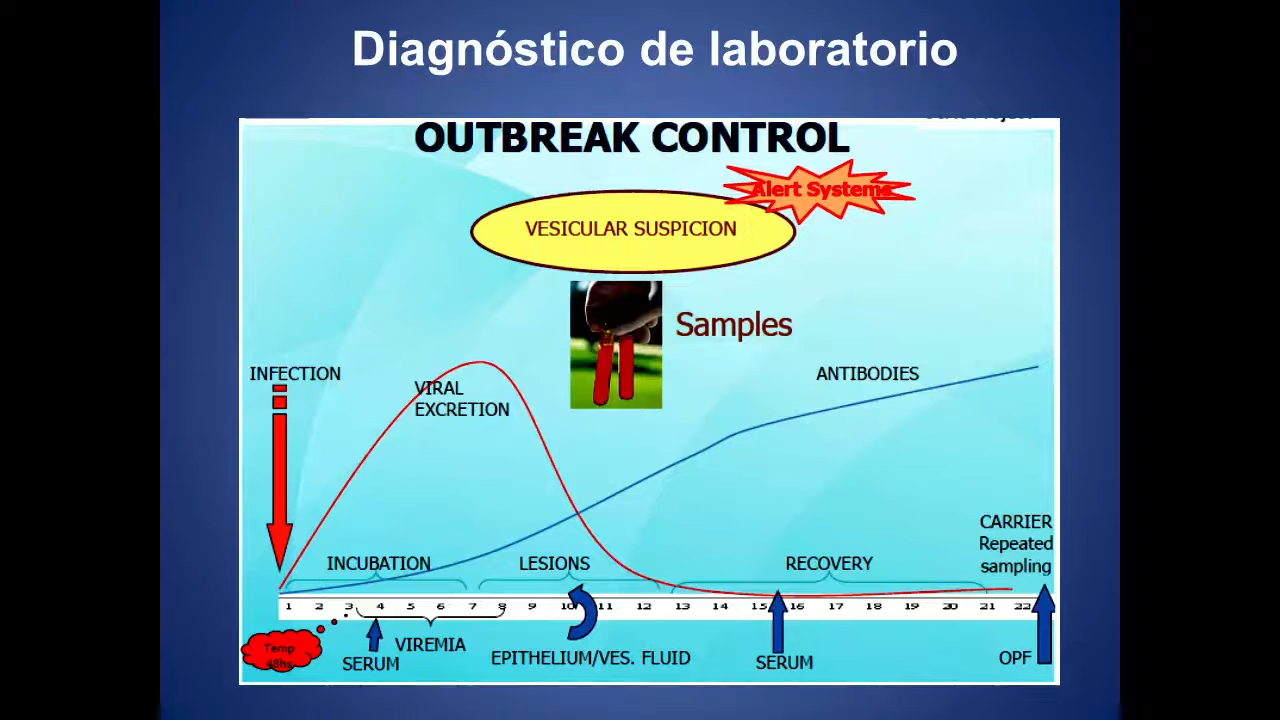 Diagnóstico de laboratorio
OUTBREAK CONTROL
Alert Systems
VESICULAR SUSPICION
Samples
INFECTION
VIRAL
EXCRETION
ANTIBODIES
CARRIER
Repeated
sampling
INCUBATION
LESIONS
RECOVERY
1 2 3 4 5 6 7 8 9 10 11 12 13 14 15 16 17 18 19 20 21 22
Temp
48hs
VIREMIA
SERUM
EPITHELIUM/VES. FLUID
SERUM
OPF